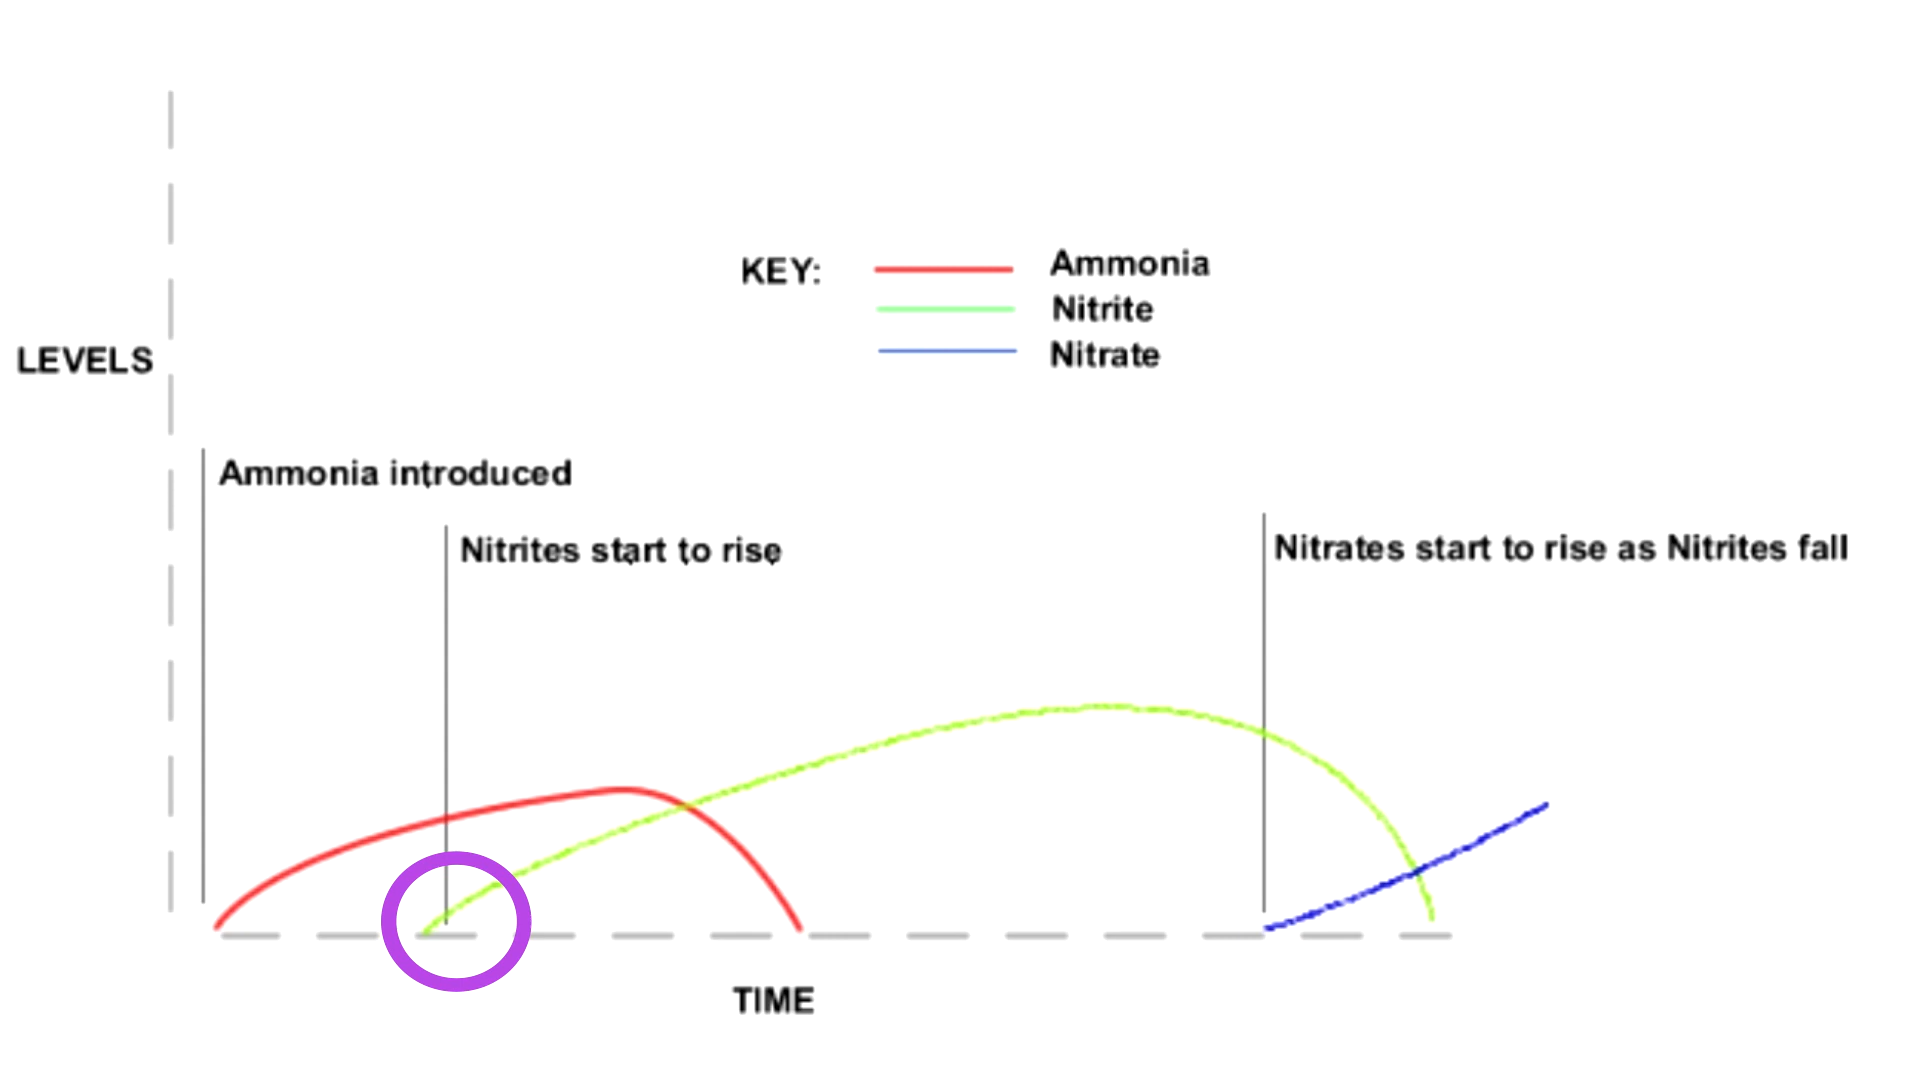 KEY:
Ammonia
Nitrite
Nitrate
LEVELS
Ammonia introduced
Nitrites start to rise
Nitrates start to rise as Nitrites fall
TIME